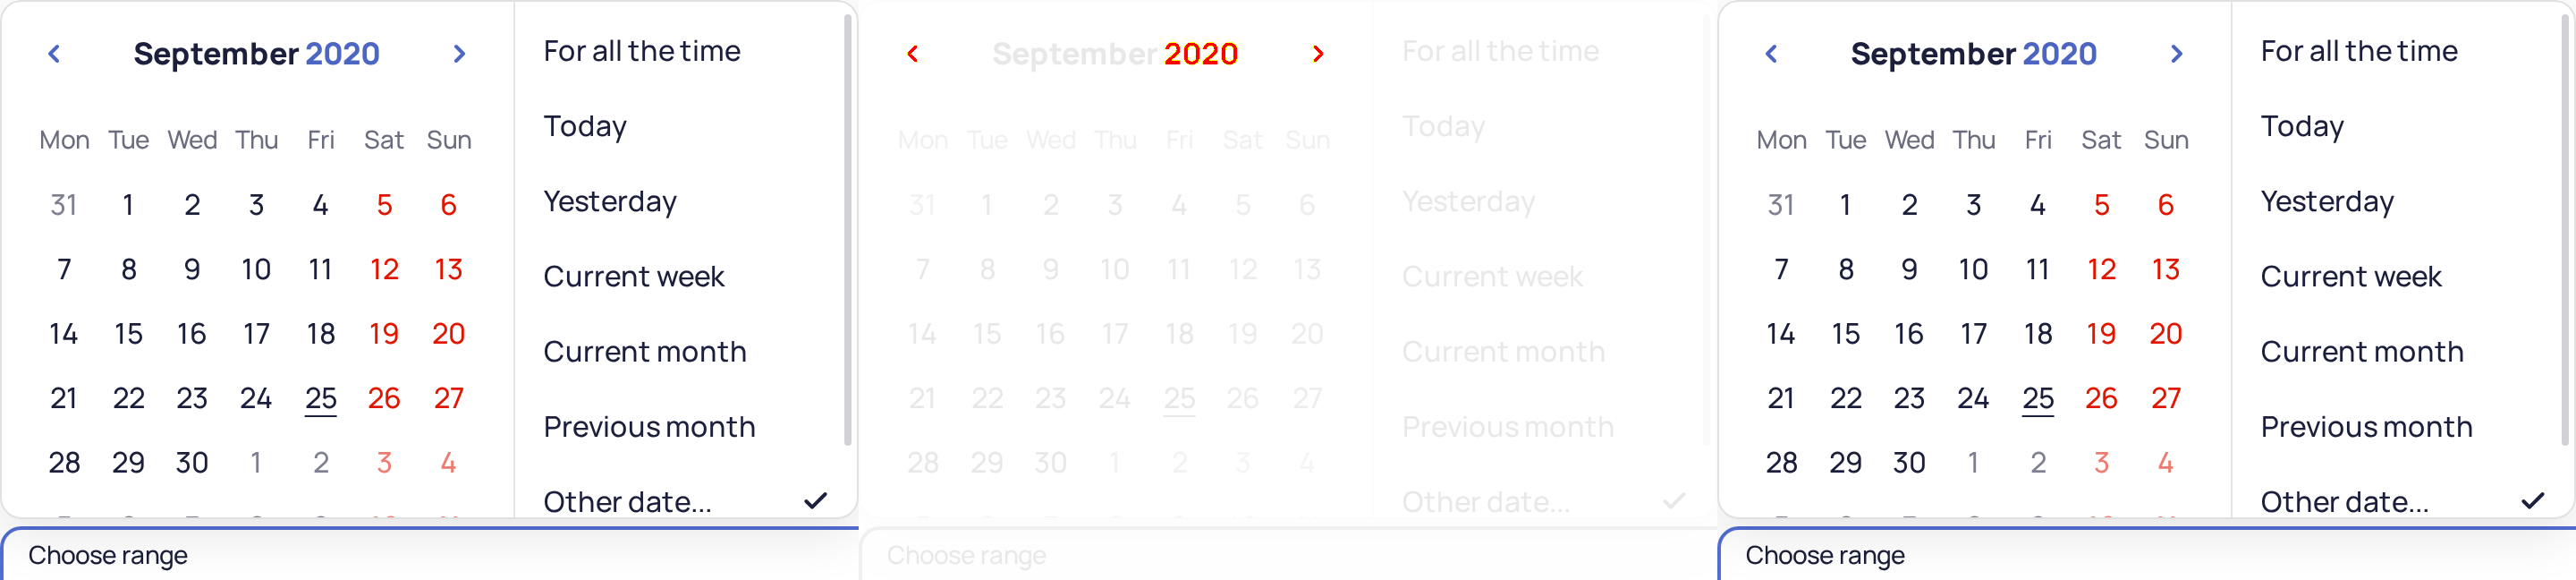 September 2020
Mon Tue Wed Thu Fri Sat Sun
31 1 2 3 4 5 6
7 8 9 10 11 12 13
14 15 16 17 18 19 20
21 22 23 24 25 26 27
28 29 30 1 2 3 4
For all the time
Today
Yesterday
Current week
Current month
Previous month
Other date...
Choose range
September 2020
Mon Tue Wed Thu Fri Sat Sun
31 1 2 3 4 5 6
7 8 9 10 11 12 13
14 15 16 17 18 19 20
21 22 23 24 25 26 27
28 29 30 1 2 3 4
For all the time
Today
Yesterday
Current week
Current month
Previous month
Other date...
Choose range
September 2020
Mon Tue Wed Thu Fri Sat Sun
31 1 2 3 4 5 6
7 8 9 10 11 12 13
14 15 16 17 18 19 20
21 22 23 24 25 26 27
28 29 30 1 2 3 4
For all the time
Today
Yesterday
Current week
Current month
Previous month
Other date...
Choose range